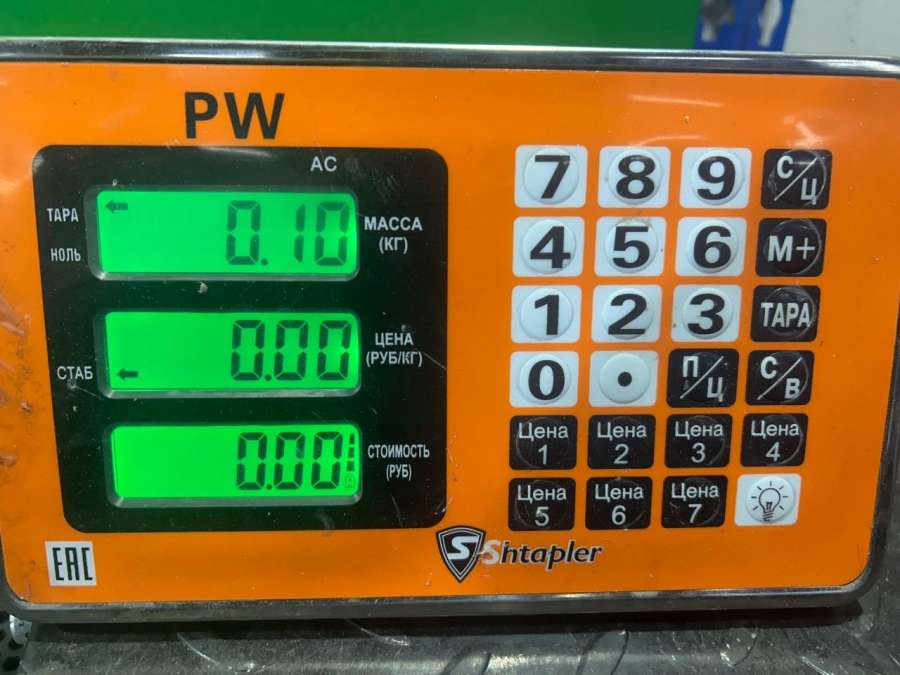 PW
AC
ТАРА
НОЛЬ
0.10
МАССА
(КГ)
СТАБ
0.00
ЦЕНА
(РУБ/КГ)
0.00
СТОИМОСТЬ
(РУБ)
7 8 9 С/Ц
4 5 6 М+
1 2 3 ТАРА
0 . П/Ц С/В
Цена 1 Цена 2 Цена 3 Цена 4
Цена 5 Цена 6 Цена 7
EAC
S Shtapler